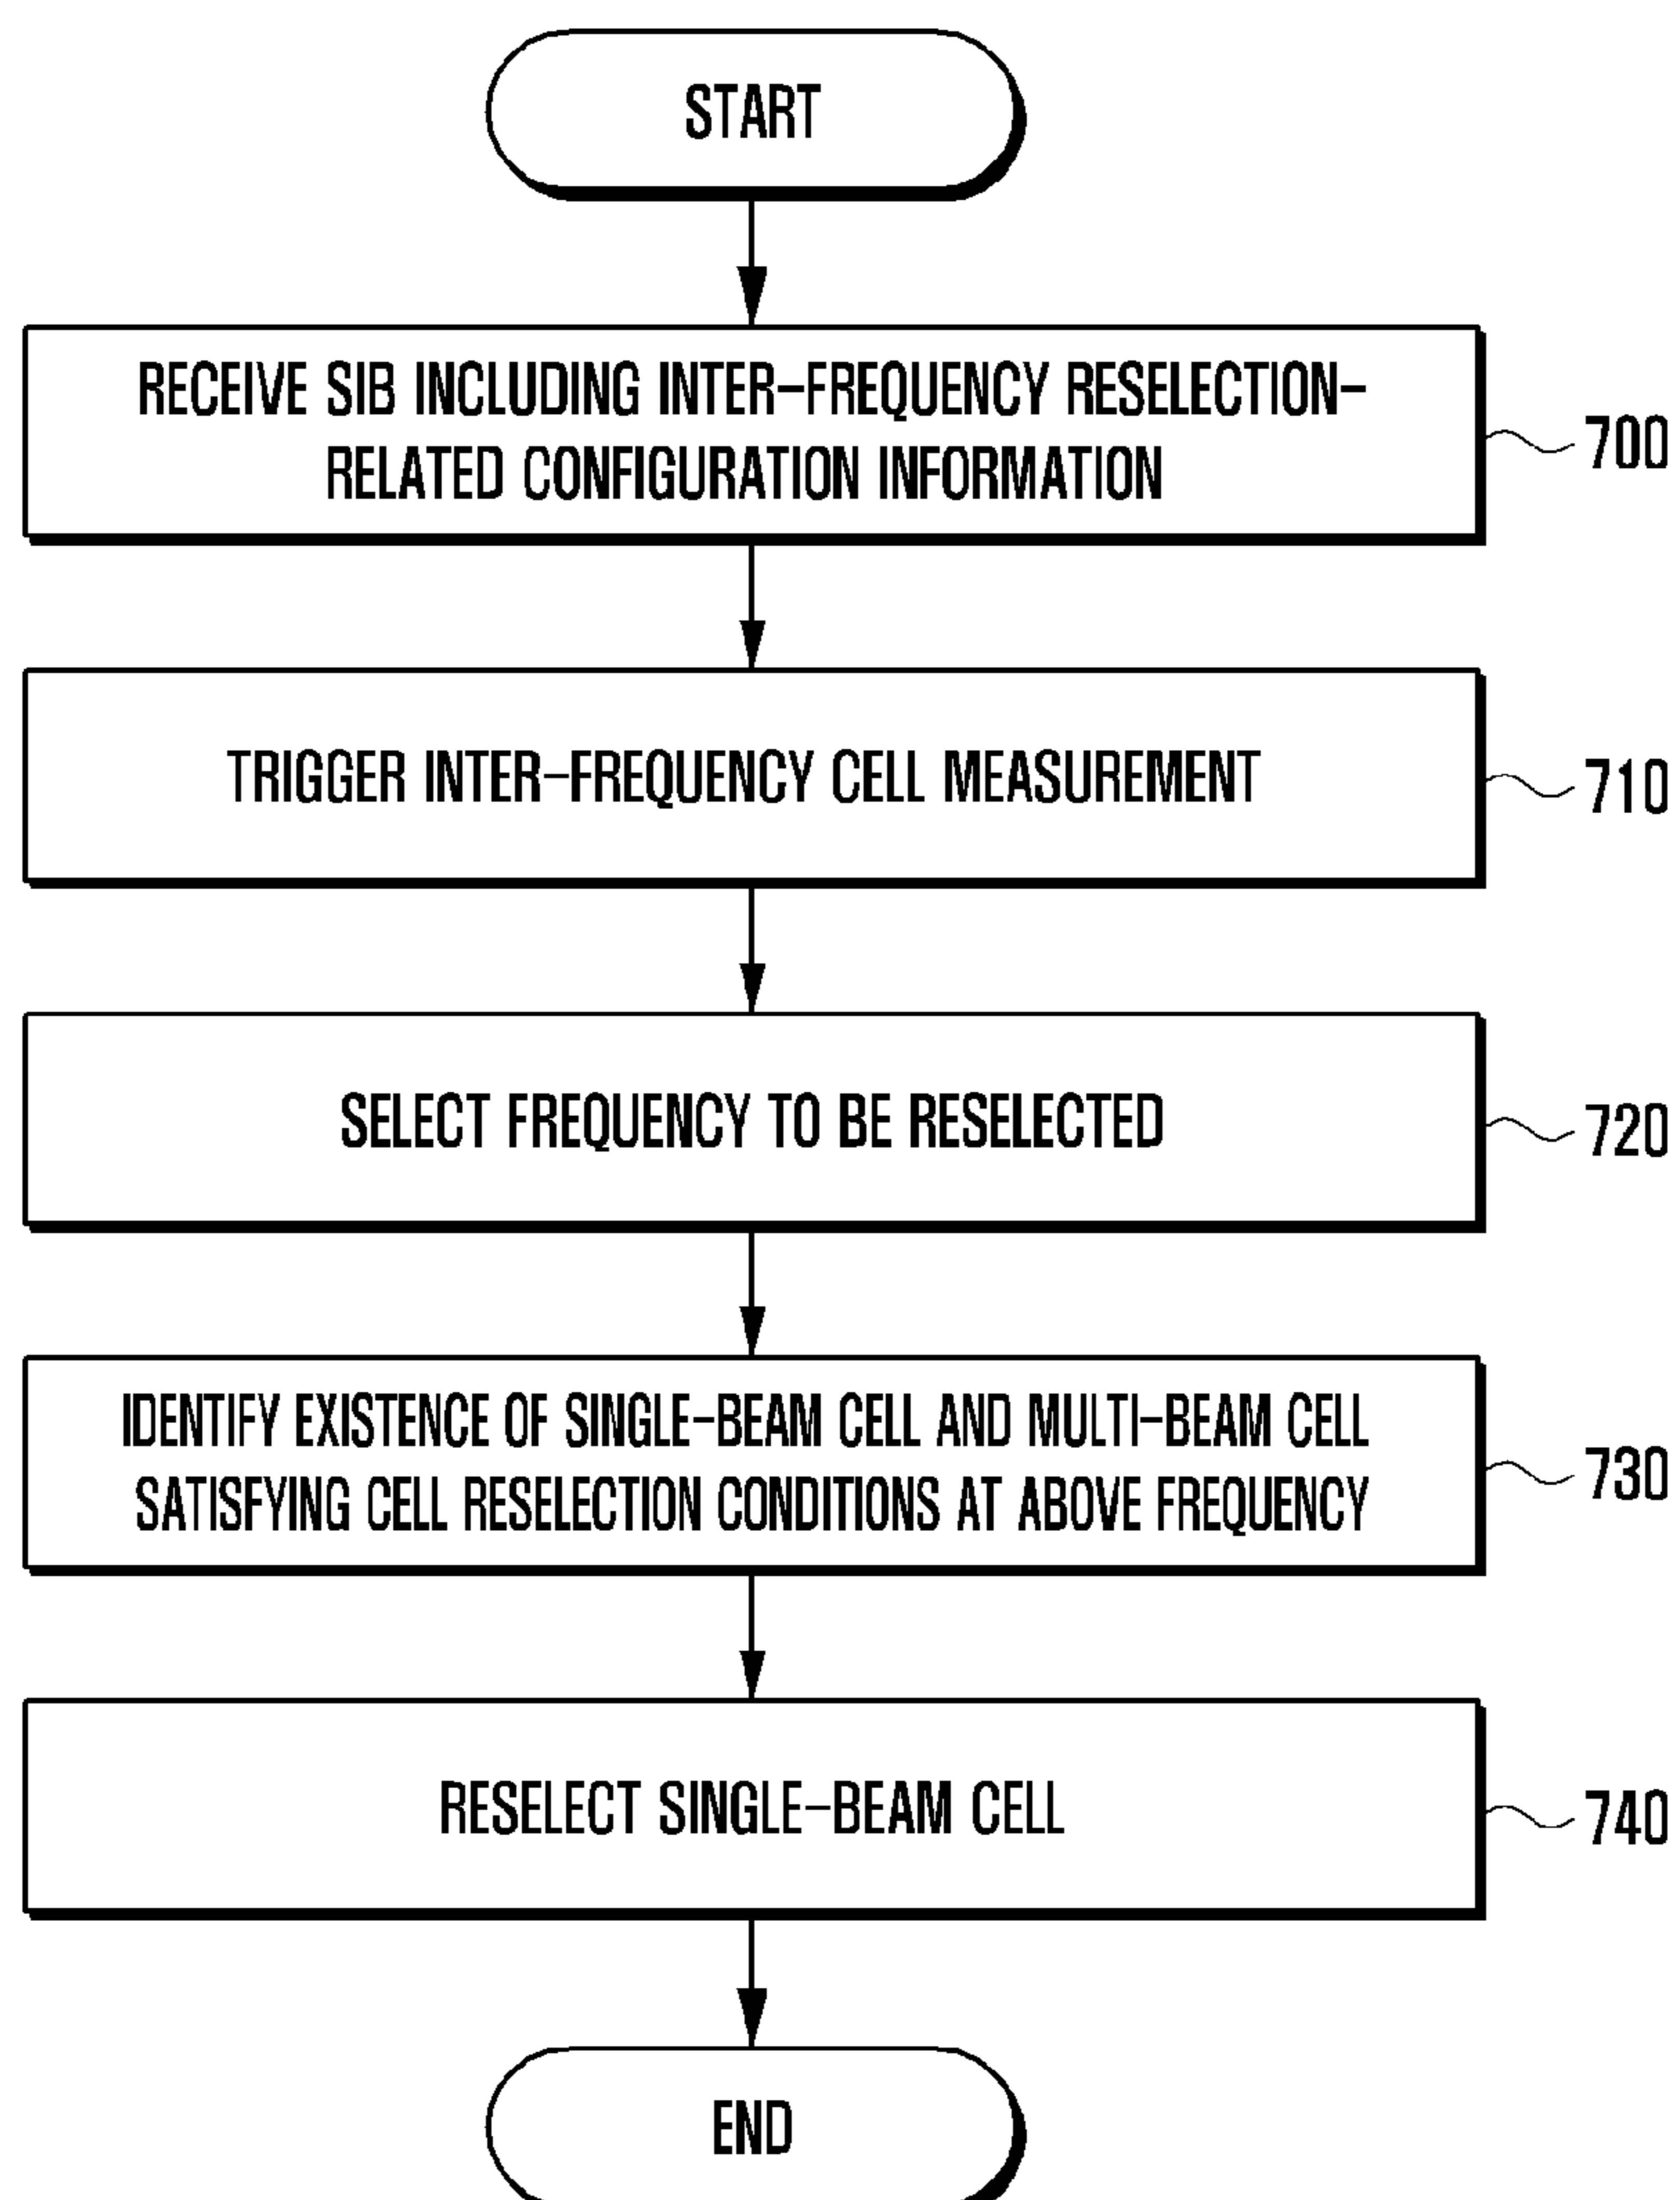 START
RECEIVE SIB INCLUDING INTER-FREQUENCY RESELECTION-
RELATED CONFIGURATION INFORMATION
700
TRIGGER INTER-FREQUENCY CELL MEASUREMENT
710
SELECT FREQUENCY TO BE RESELECTED
720
IDENTIFY EXISTENCE OF SINGLE-BEAM CELL AND MULTI-BEAM CELL
SATISFYING CELL RESELECTION CONDITIONS AT ABOVE FREQUENCY
730
RESELECT SINGLE-BEAM CELL
740
END